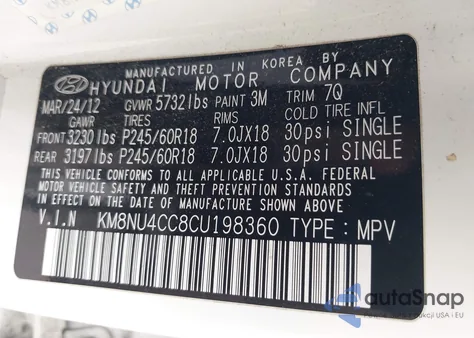 MANUFACTURED IN KOREA BY
HYUNDAI MOTOR COMPANY
MAR/24/12 GVWR 5732lbs PAINT 3M TRIM 7Q
GAWR TIRES RIMS COLD TIRE INFL
FRONT 3230lbs P245/60R18 7.0JX18 30psi SINGLE
REAR 3197lbs P245/60R18 7.0JX18 30psi SINGLE
THIS VEHICLE CONFORMS TO ALL APPLICABLE U.S.A. FEDERAL
MOTOR VEHICLE SAFETY AND THEFT PREVENTION STANDARDS
IN EFFECT ON THE DATE OF MANUFACTURE SHOWN ABOVE.
V.I.N KM8NU4CC8CU198360 TYPE : MPV
autoSnap
USA i EU